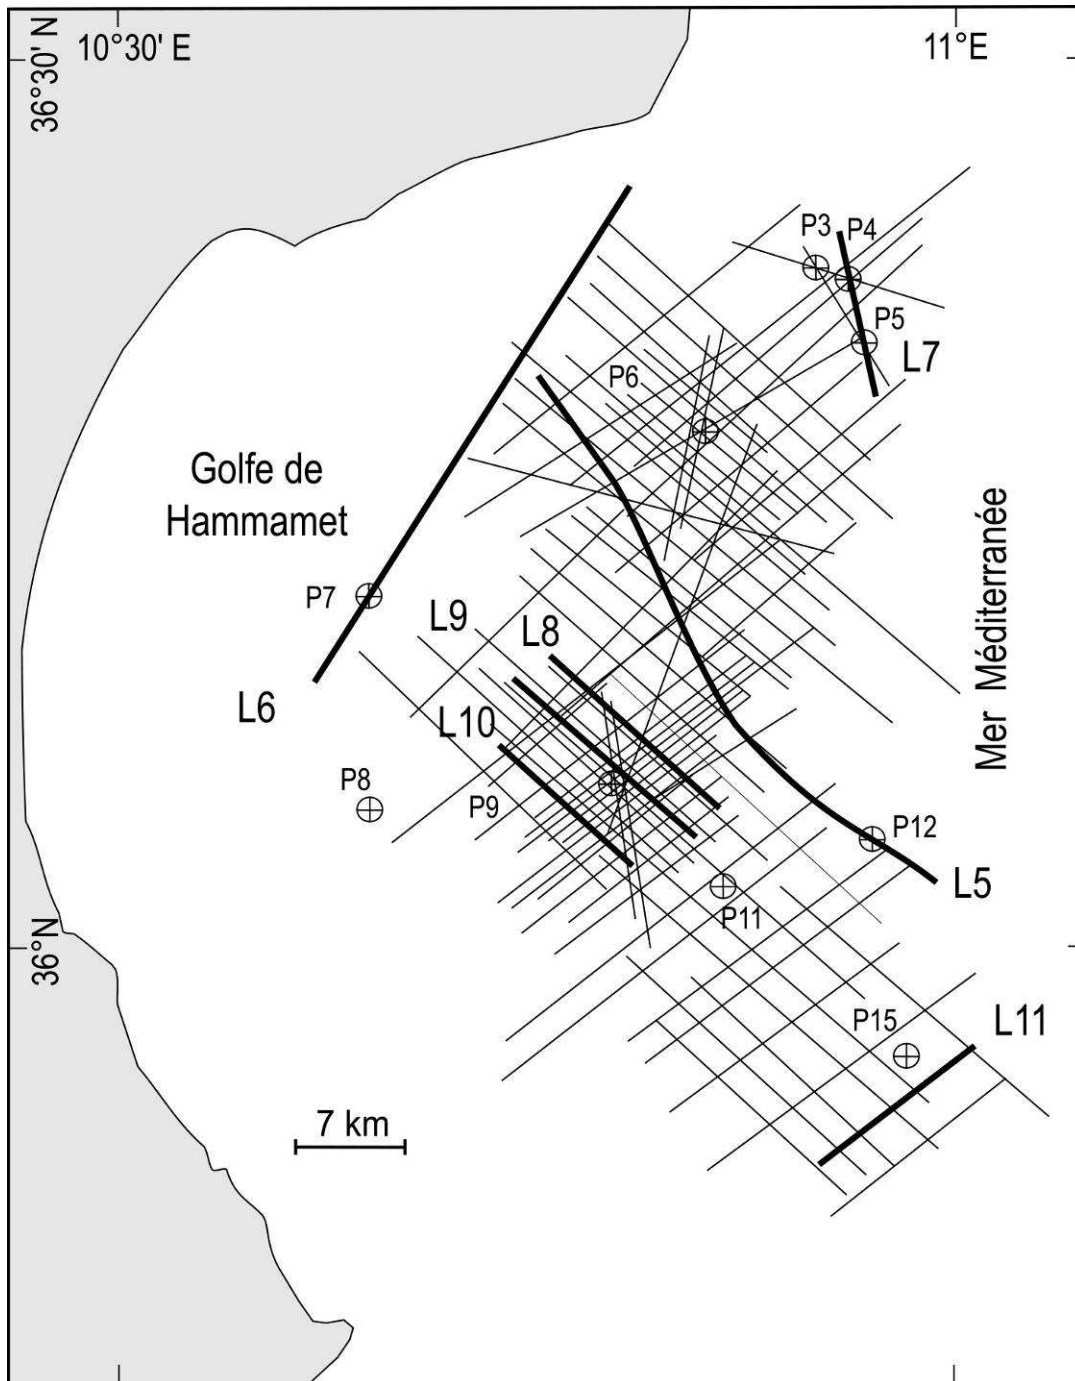 10°30' E
11°E
36°30' N
P3
P4
P5
L7
P6
Golfe de
Hammamet
Mer Méditerranée
P7
L9
L8
L6
L10
P8
P9
P12
L5
P11
36°N
P15
L11
7 km